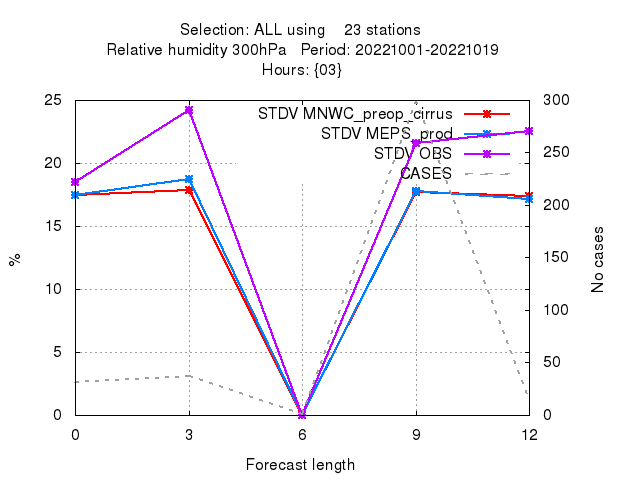 Selection: ALL using 23 stations
Relative humidity 300hPa Period: 20221001-20221019
Hours: {03}
STDV MNWC_preop_cirrus
STDV MEPS_prod
STDV OBS
CASES
25
20
15
10
5
0
%
300
250
200
150
100
50
0
No cases
0 3 6 9 12
Forecast length